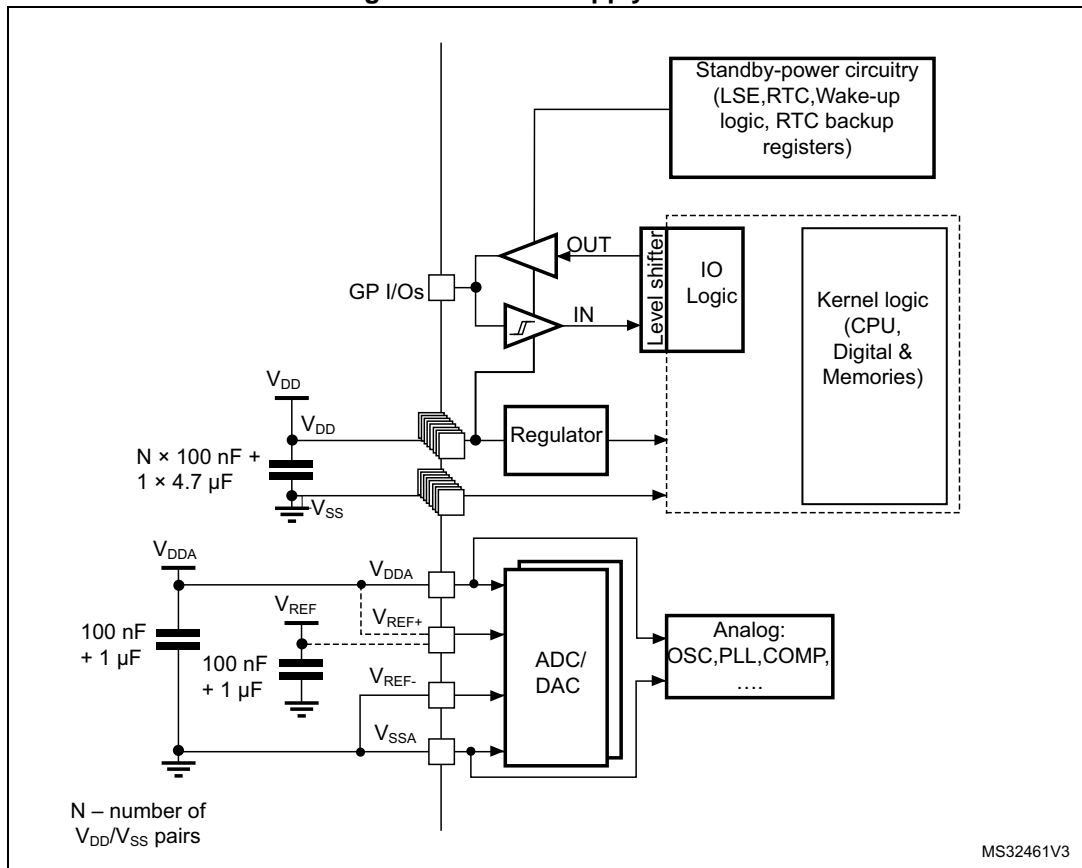 Standby-power circuitry
(LSE,RTC,Wake-up
logic, RTC backup
registers)
OUT
Level shifter
IO
Logic
GP I/Os
IN
Kernel logic
(CPU,
Digital &
Memories)
VDD
VDD
Regulator
N × 100 nF +
1 × 4.7 µF
VSS
VDDA
VDDA
VREF+
VREF
100 nF
+ 1 µF
100 nF
+ 1 µF
ADC/
DAC
Analog:
OSC,PLL,COMP,
....
VREF-
VSSA
N – number of
VDD/VSS pairs
MS32461V3